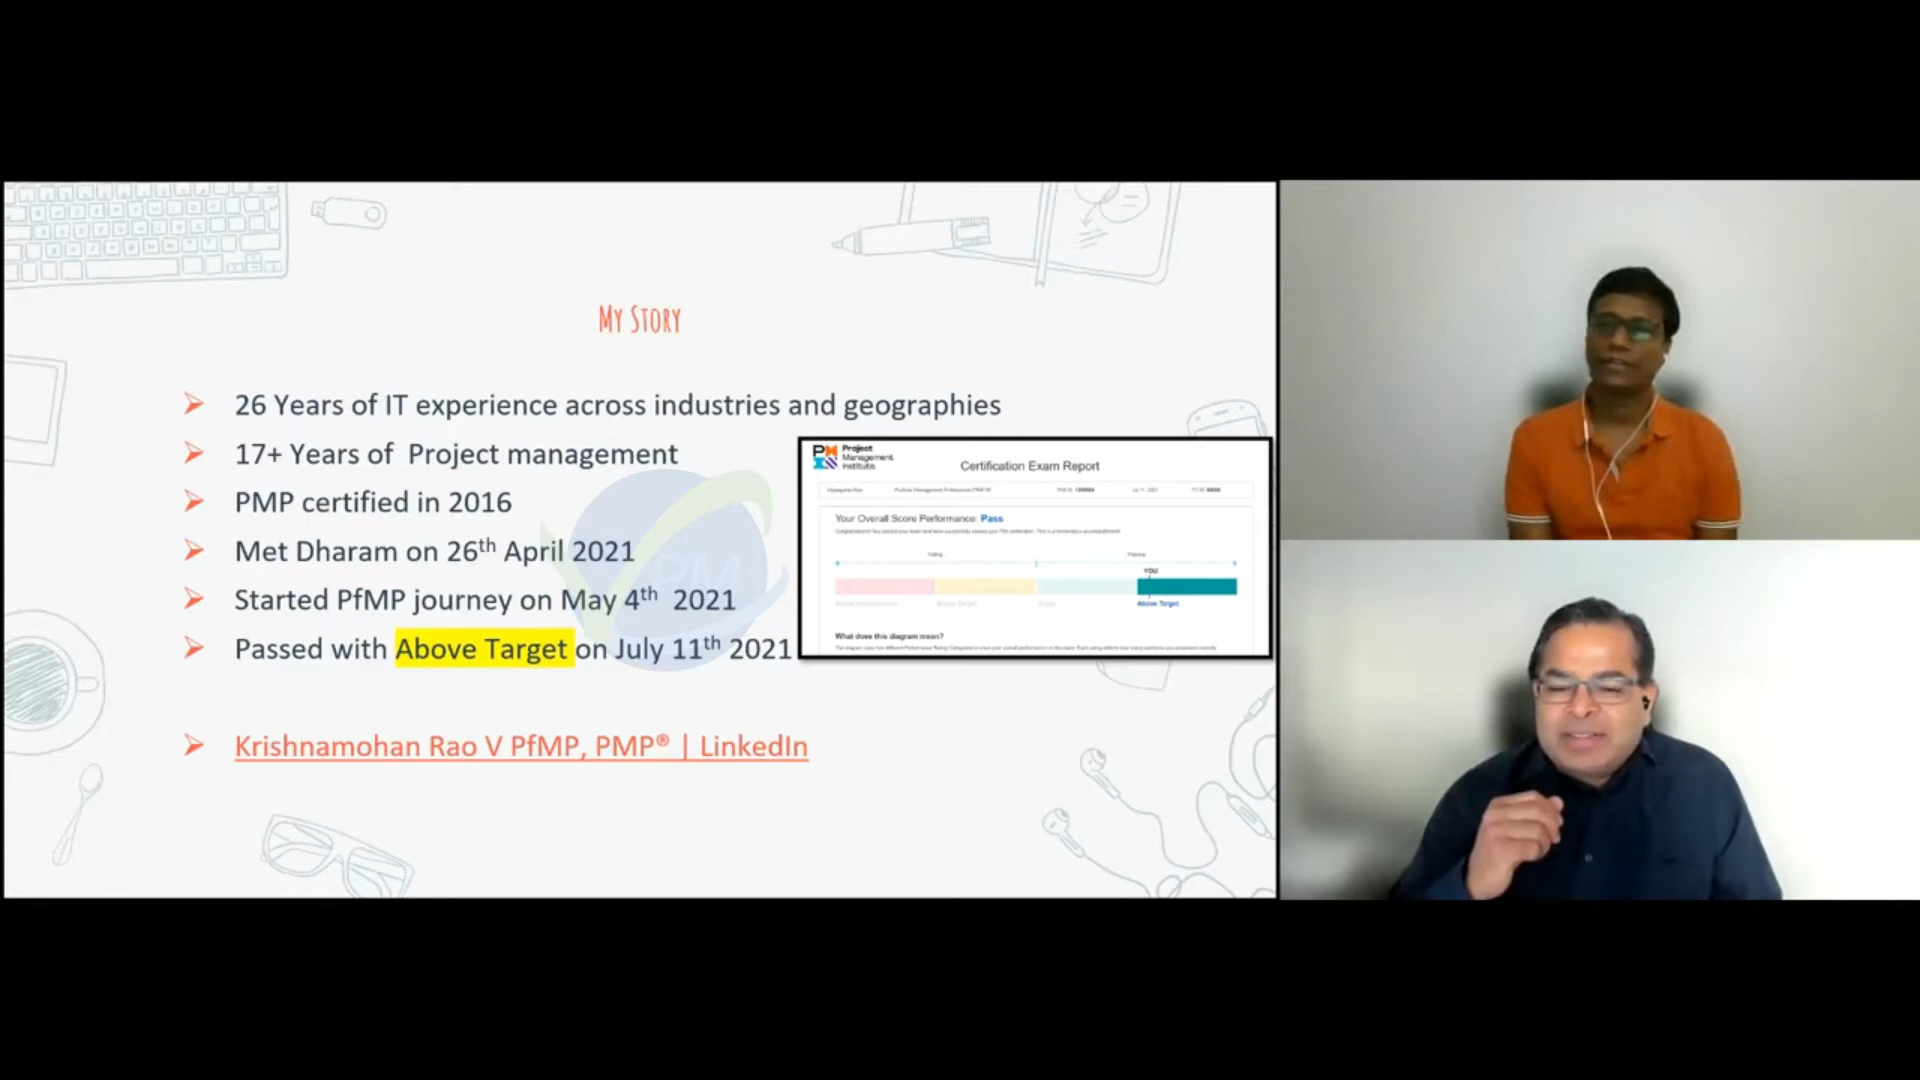 My Story
26 Years of IT experience across industries and geographies
17+ Years of Project management
PMP certified in 2016
Met Dharam on 26th April 2021
Started PfMP journey on May 4th 2021
Passed with Above Target on July 11th 2021
Krishnamohan Rao V PfMP, PMP® | LinkedIn
PM
Project
Management
Institute.
Certification Exam Report
Your Overall Score Performance: Pass
YOU
Above Target
What does this diagram mean?